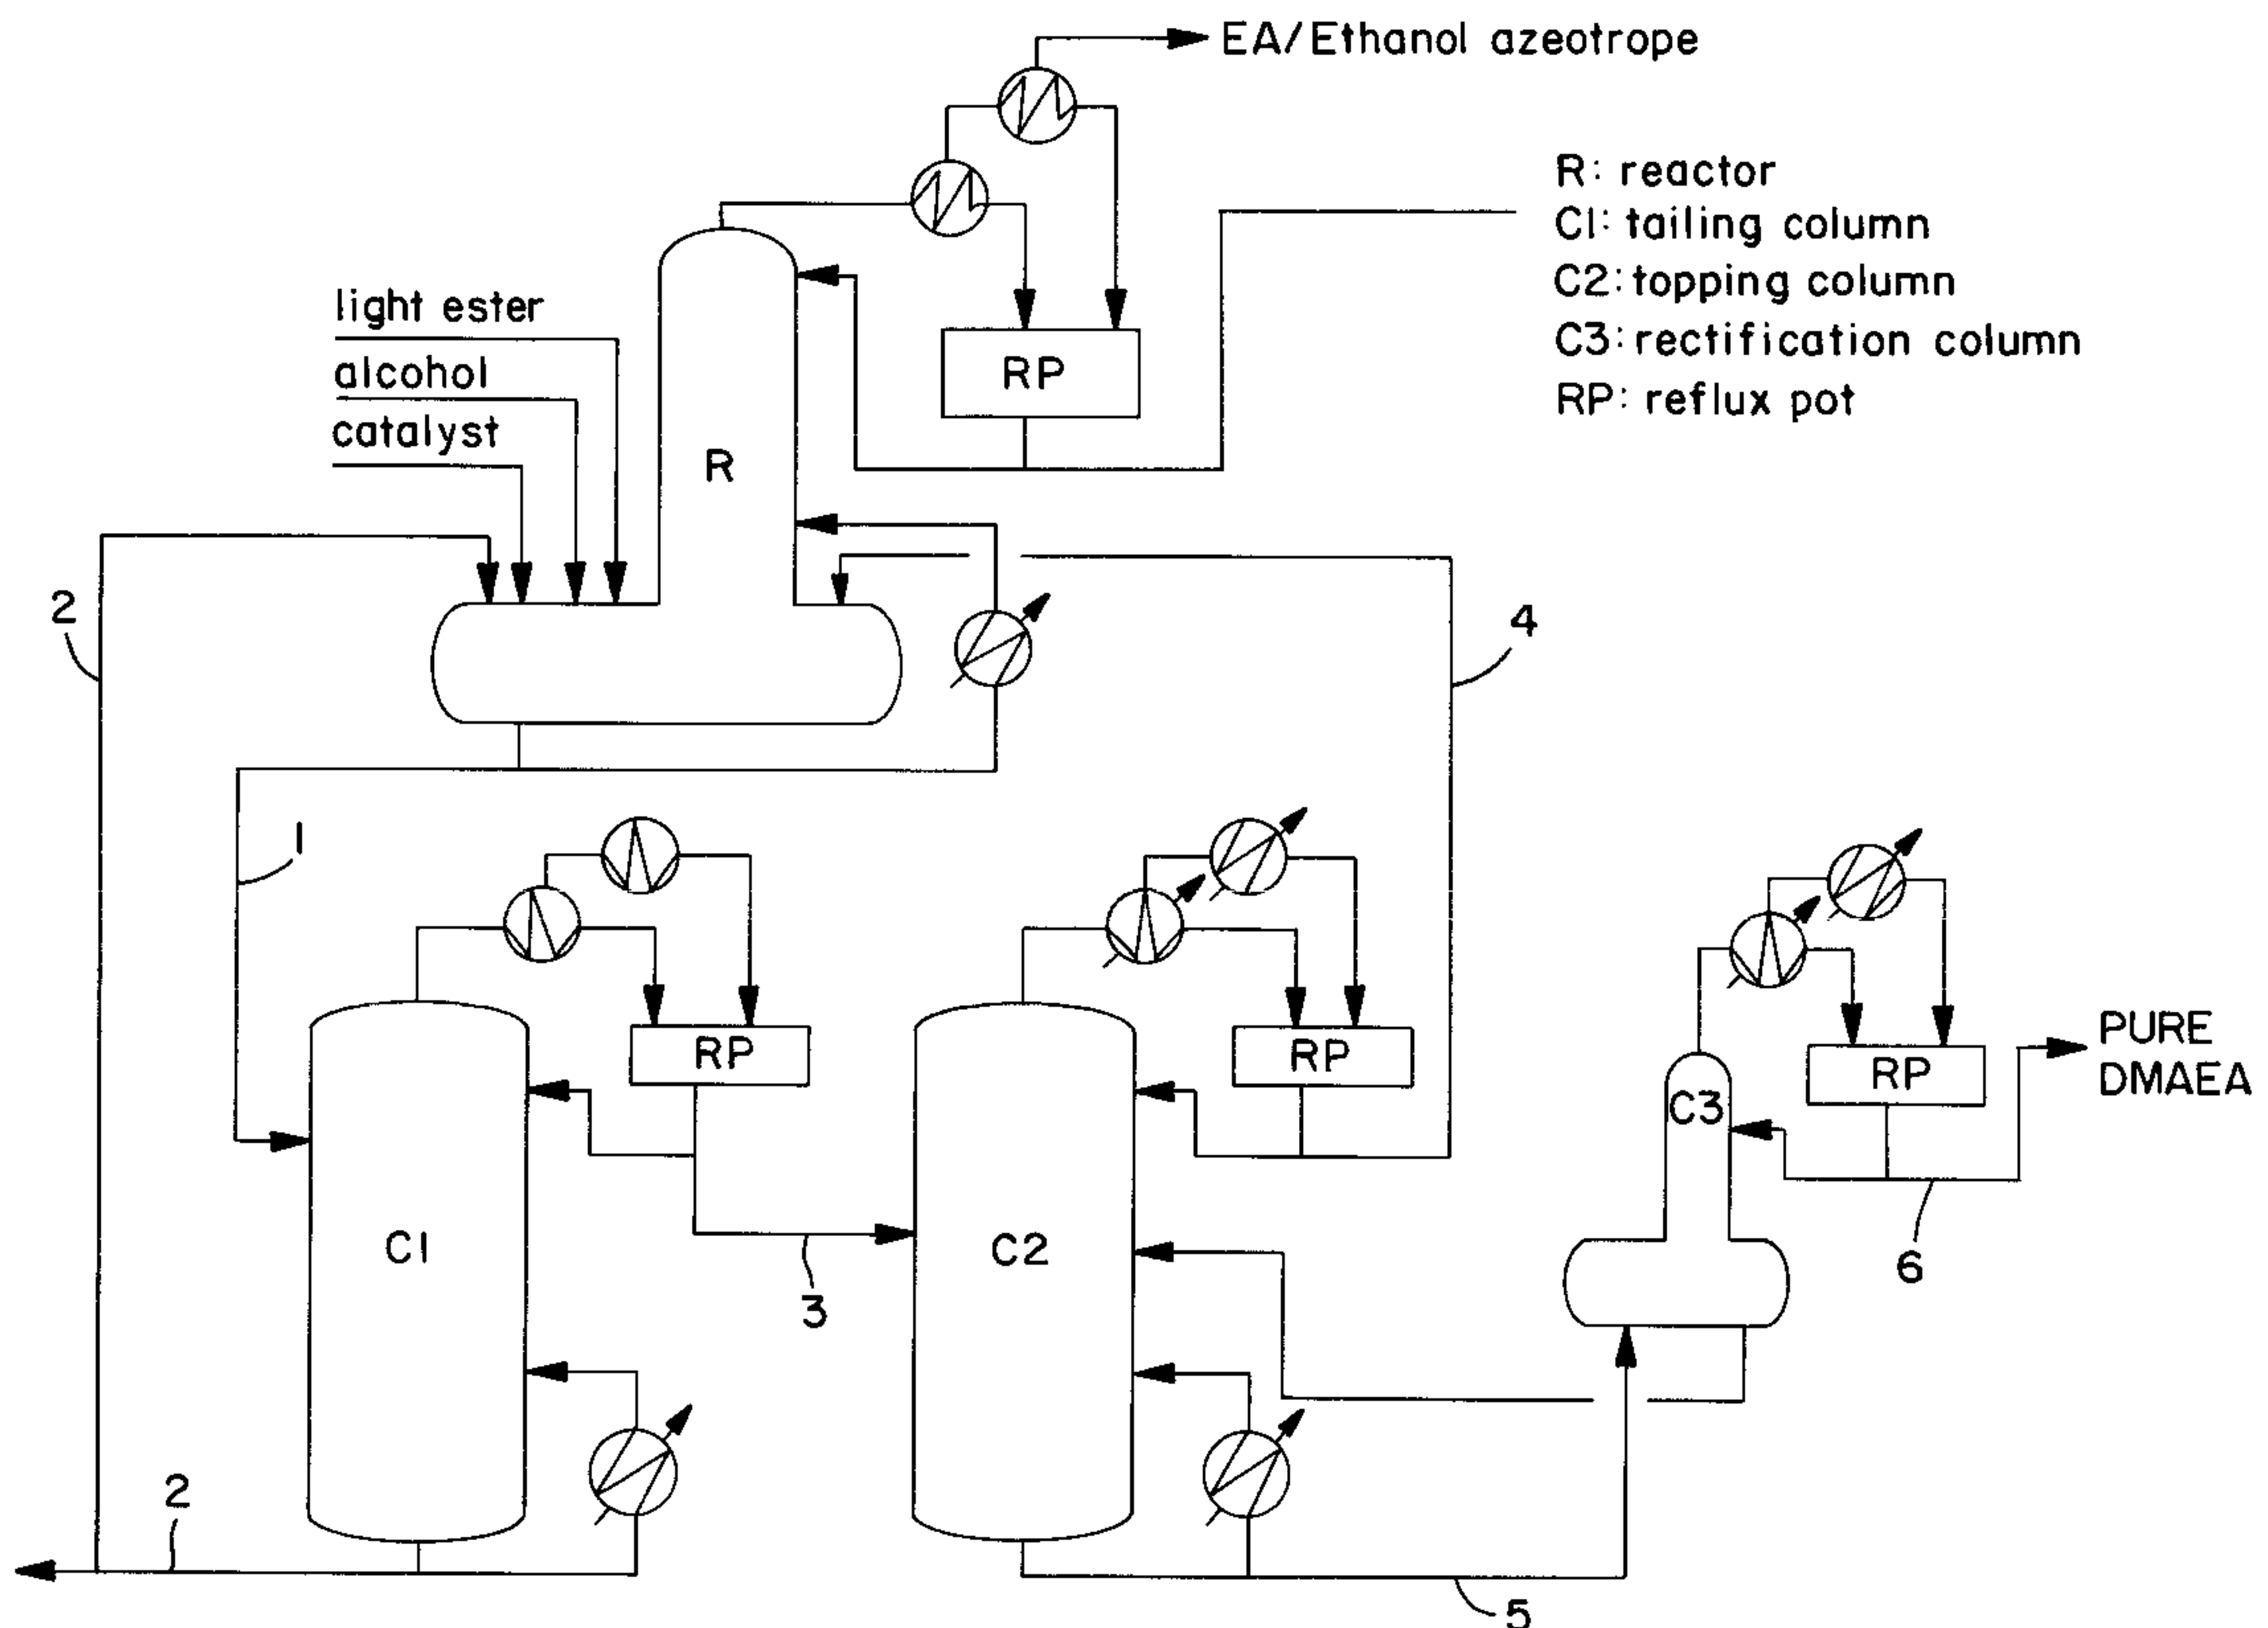 EA/Ethanol azeotrope
R: reactor
C1: tailing column
C2: topping column
C3: rectification column
RP: reflux pot
light ester
alcohol
catalyst
RP
R
2
4
1
RP
RP
RP
PURE
DMAEA
C3
C1
C2
3
6
2
5